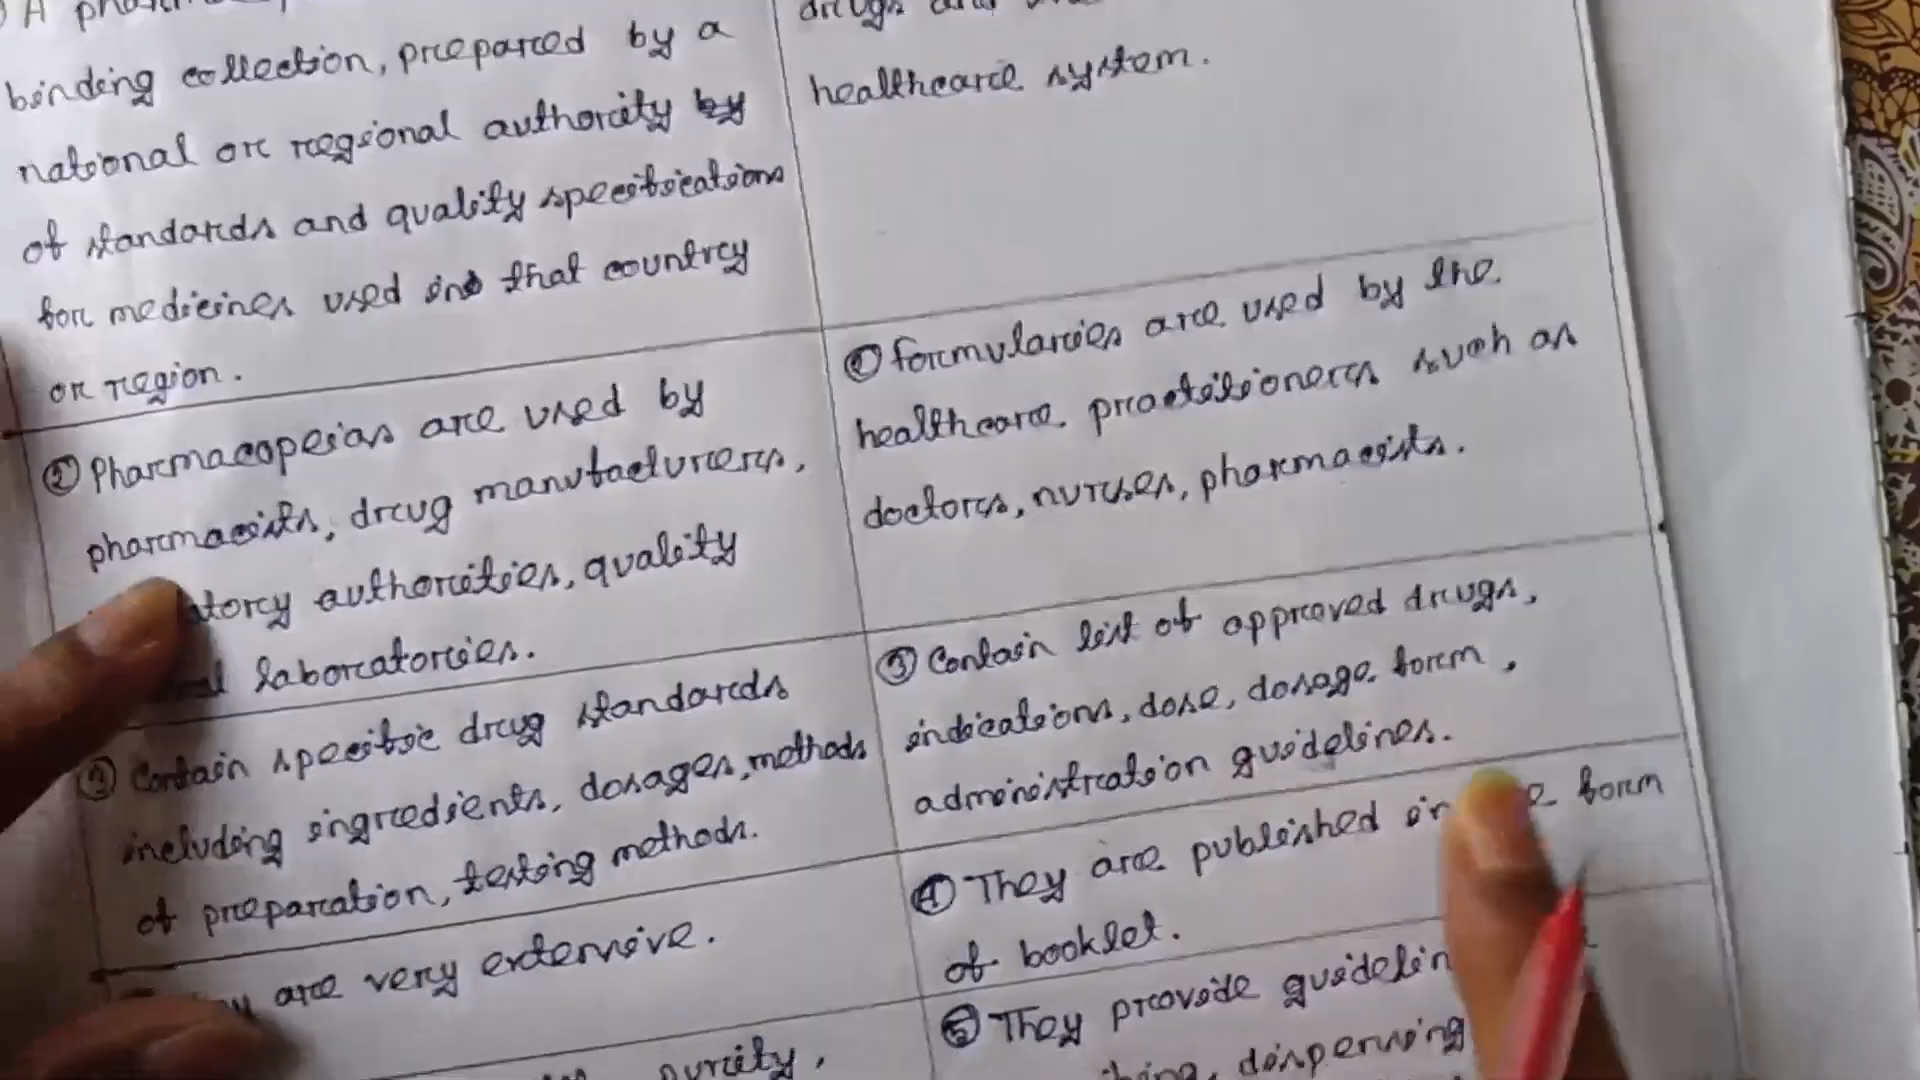 A
binding collection, prepared by a
national or regional authority by
of standards and quality specifications
for medicines used in that country
or region.
② Pharmacopeias are used by
pharmacists, drug manufacturers,
authorities, quality
laboratories.
③ Contain specific drug standards
including ingredients, dosages, methods
of preparation, testing methods.
are very extensive.
purity,
drugs and
healthcare system.
② formularies are used by the
healthcare practitioners such as
doctors, nurses, pharmacists.
③ Contain list of approved drugs,
indications, dose, dosage form,
administration guidelines.
④ They are published in form
of booklet.
⑤ They provide
dispensing